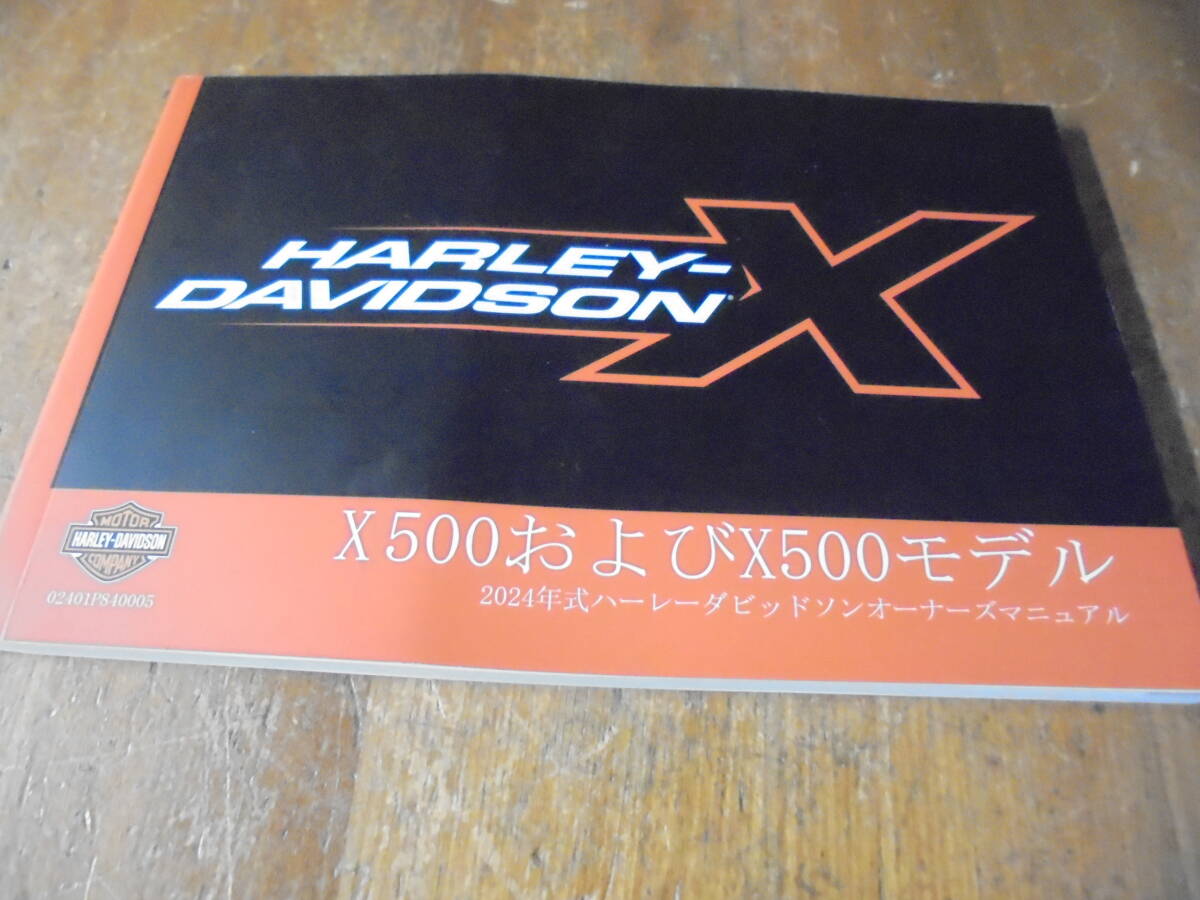 HARLEY-
DAVIDSON
X
X500およびX500モデル
2024年式ハーレーダビッドソンオーナーズマニュアル
MOTOR
HARLEY-DAVIDSON
COMPANY
02401P840005